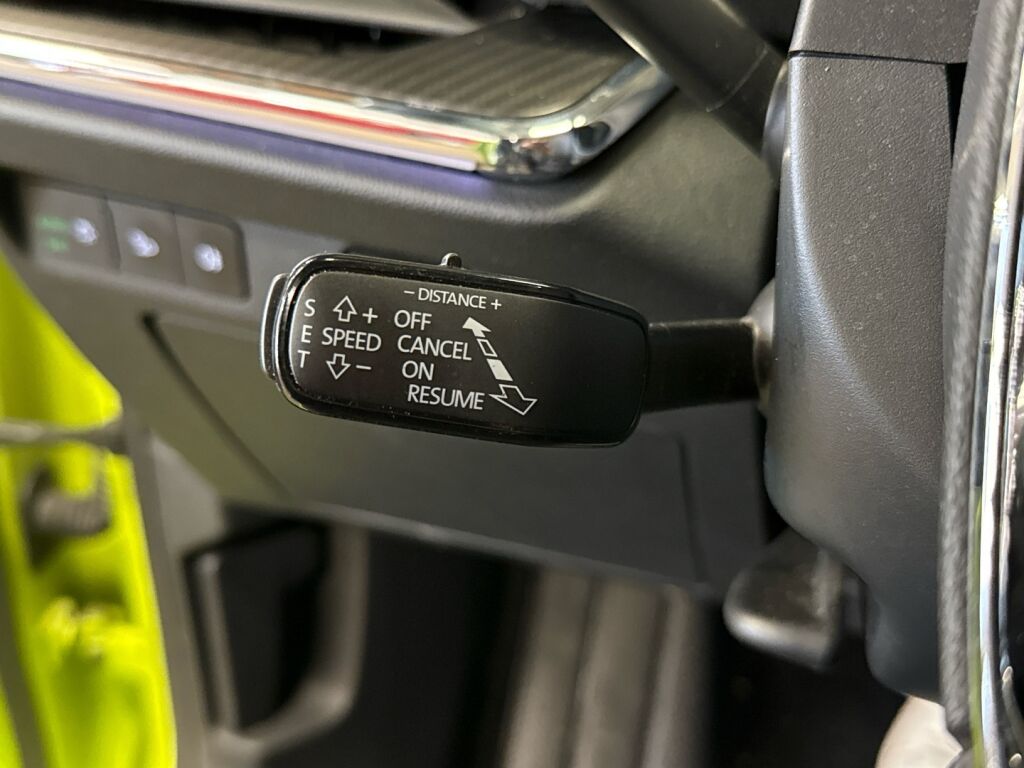 − DISTANCE +
S E T
+
SPEED
−
OFF
CANCEL
ON
RESUME